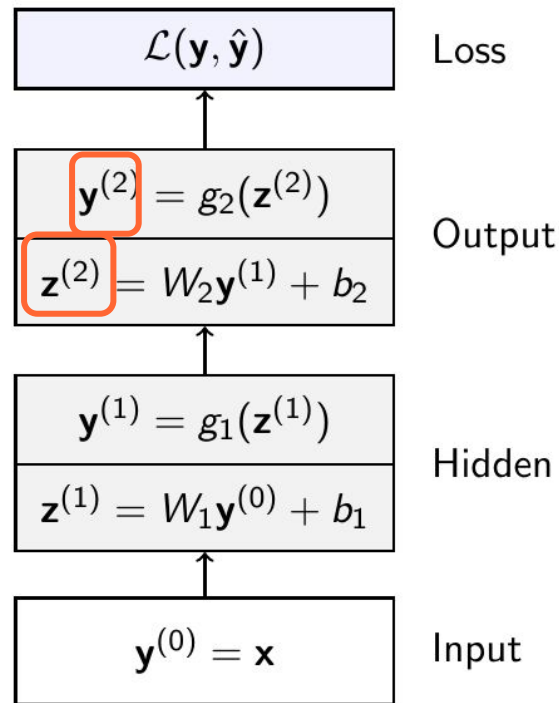 ℒ(𝐲, 𝐲̂) Loss
𝐲⁽²⁾ = g₂(𝐳⁽²⁾)
Output
𝐳⁽²⁾ = W₂𝐲⁽¹⁾ + b₂
𝐲⁽¹⁾ = g₁(𝐳⁽¹⁾)
Hidden
𝐳⁽¹⁾ = W₁𝐲⁽⁰⁾ + b₁
𝐲⁽⁰⁾ = 𝐱 Input